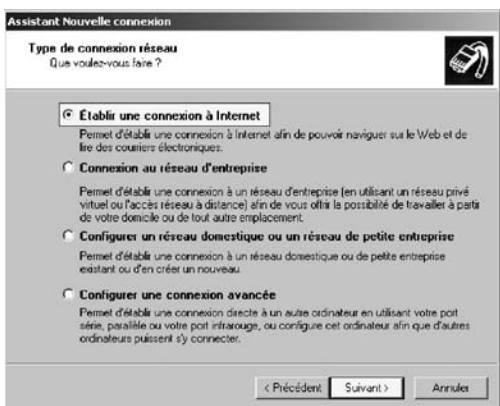 Assistant Nouvelle connexion
Type de connexion réseau
Que voulez-vous faire ?
Établir une connexion à Internet
Permet d'établir une connexion à Internet afin de pouvoir naviguer sur le Web et de
lire des courriers électroniques.
Connexion au réseau d'entreprise
Permet d'établir une connexion à un réseau d'entreprise (en utilisant un réseau privé
virtuel ou l'accès réseau à distance) afin de vous offrir la possibilité de travailler à partir
de votre domicile ou de tout autre emplacement.
Configurer un réseau domestique ou un réseau de petite entreprise
Permet d'établir une connexion à un réseau domestique ou de petite entreprise
existant ou d'en créer un nouveau.
Configurer une connexion avancée
Permet d'établir une connexion directe à un autre ordinateur en utilisant votre port
série, parallèle ou votre port infrarouge, ou configure cet ordinateur afin que d'autres
ordinateurs puissent s'y connecter.
< Précédent Suivant > Annuler